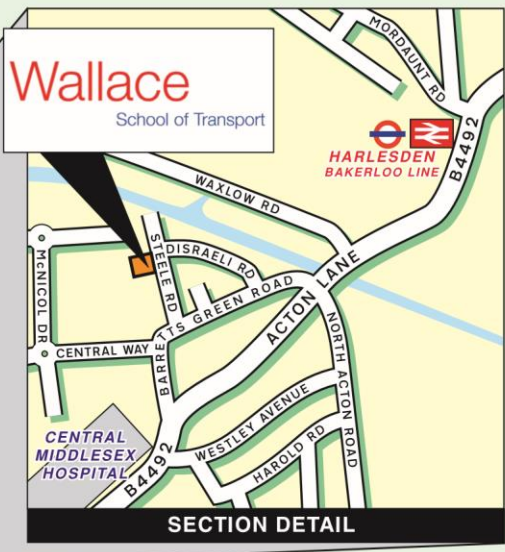 Wallace
School of Transport
MORDAUNT RD
HARLESDEN
BAKERLOO LINE
B4492
WAXLOW RD
STEELE RD
DISRAELI RD
McNICOL DR
BARRETTS GREEN ROAD
ACTON LANE
CENTRAL WAY
NORTH ACTON ROAD
WESTLEY AVENUE
HAROLD RD
CENTRAL
MIDDLESEX
HOSPITAL
B4492
SECTION DETAIL